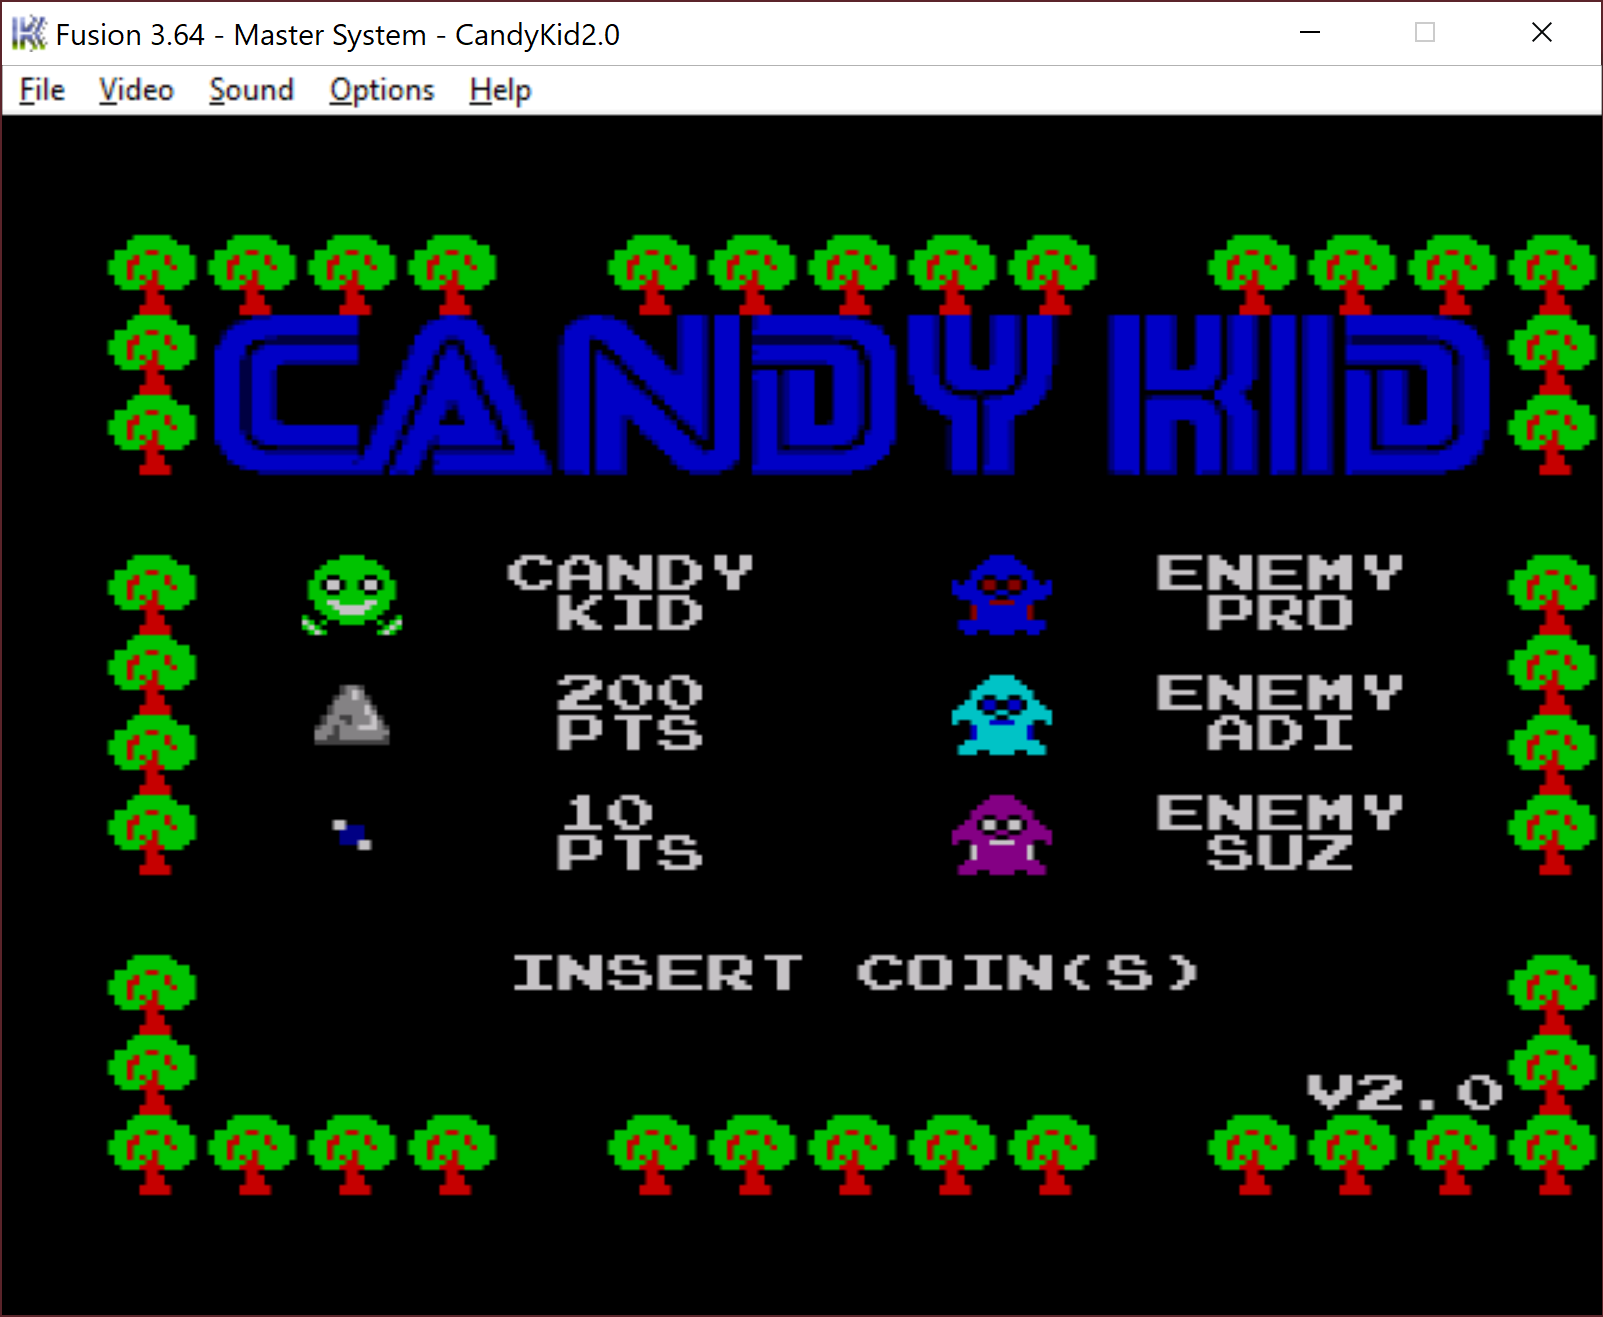 Fusion 3.64 - Master System - CandyKid2.0
File Video Sound Options Help
CANDY KID
CANDY
KID
ENEMY
PRO
200
PTS
ENEMY
ADI
10
PTS
ENEMY
SUZ
INSERT COIN(S)
V2.0